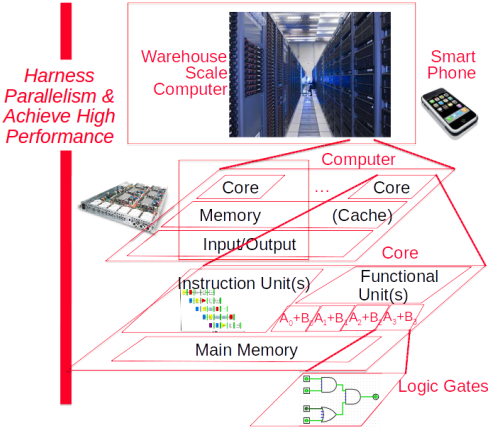 Warehouse
Scale
Computer
Smart
Phone
Harness
Parallelism &
Achieve High
Performance
Computer
Core
...
Core
Memory
(Cache)
Input/Output
Core
Instruction Unit(s)
Functional
Unit(s)
A0+B0 A1+B1 A2+B2 A3+B3
Main Memory
Logic Gates